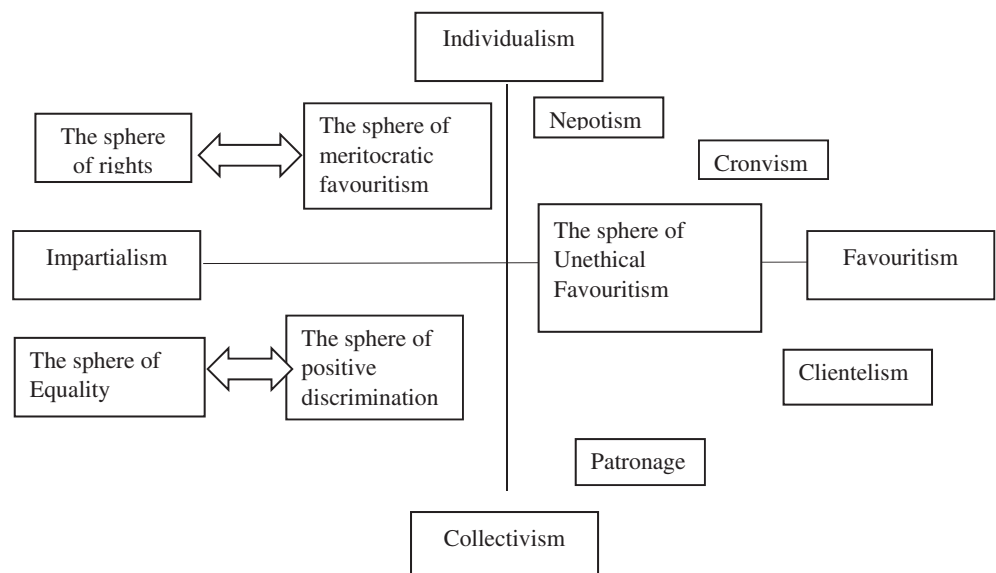 Individualism
Nepotism
The sphere
of rights
The sphere of
meritocratic
favouritism
Cronyism
Impartialism
The sphere of
Unethical
Favouritism
Favouritism
The sphere of
Equality
The sphere of
positive
discrimination
Clientelism
Patronage
Collectivism